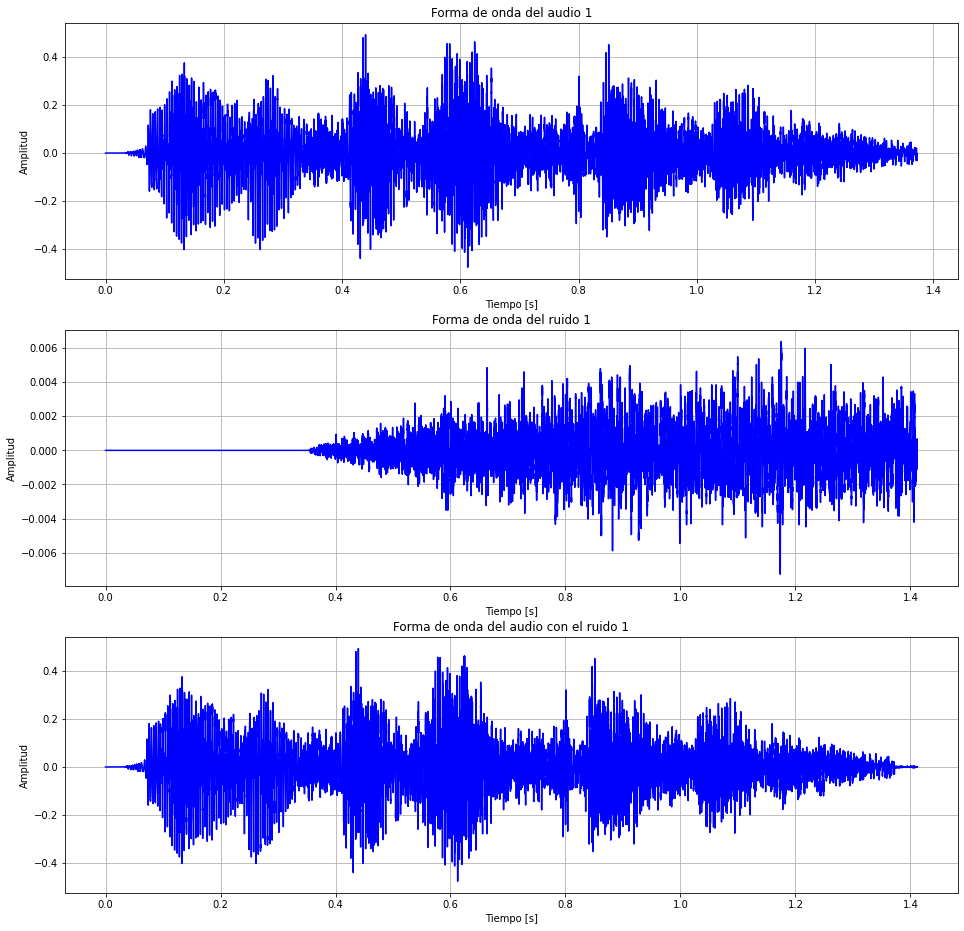 Forma de onda del audio 1
0.4
0.2
0.0
−0.2
−0.4
Amplitud
0.0 0.2 0.4 0.6 0.8 1.0 1.2 1.4
Tiempo [s]
Forma de onda del ruido 1
0.006
0.004
0.002
0.000
−0.002
−0.004
−0.006
Amplitud
0.0 0.2 0.4 0.6 0.8 1.0 1.2 1.4
Tiempo [s]
Forma de onda del audio con el ruido 1
0.4
0.2
0.0
−0.2
−0.4
Amplitud
0.0 0.2 0.4 0.6 0.8 1.0 1.2 1.4
Tiempo [s]